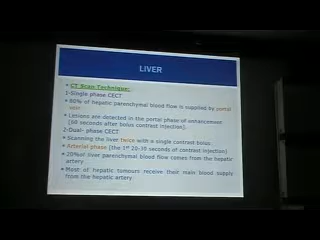 LIVER
• CT Scan Technique:
1-Single phase CECT
• 80% of hepatic parenchymal blood flow is supplied by portal
vein.
• Lesions are detected in the portal phase of enhancement
(60 seconds after bolus contrast injection).
2-Dual- phase CECT
• Scanning the liver twice with a single contrast bolus
• Arterial phase (the 1st 20-30 seconds of contrast injection)
• 20%of liver parenchymal blood flow comes from the hepatic
artery
• Most of hepatic tumours receive their main blood supply
from the hepatic artery.